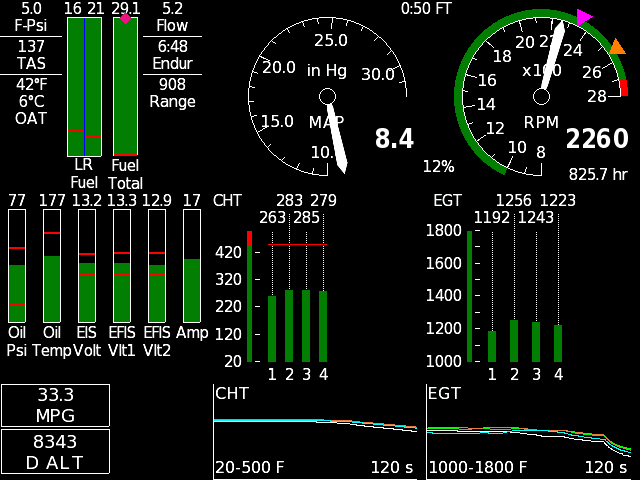 5.0
F-Psi
137
TAS
42°F
6°C
OAT
16 21
LR
Fuel
29.1
Fuel
Total
5.2
Flow
6:48
Endur
908
Range
0:50 FT
10.0
15.0
20.0
25.0
30.0
in Hg
MAP
8.4
12%
8
10
12
14
16
18
20
22
24
26
28
x100
RPM
2260
825.7 hr
77
Oil
Psi
177
Oil
Temp
13.2
EIS
Volt
13.3
EFIS
Vlt1
12.9
EFIS
Vlt2
17
Amp
CHT
283 279
263 285
420
320
220
120
20
1 2 3 4
EGT
1256 1223
1192 1243
1800
1600
1400
1200
1000
1 2 3 4
33.3
MPG
8343
D ALT
CHT
20-500 F 120 s
EGT
1000-1800 F 120 s